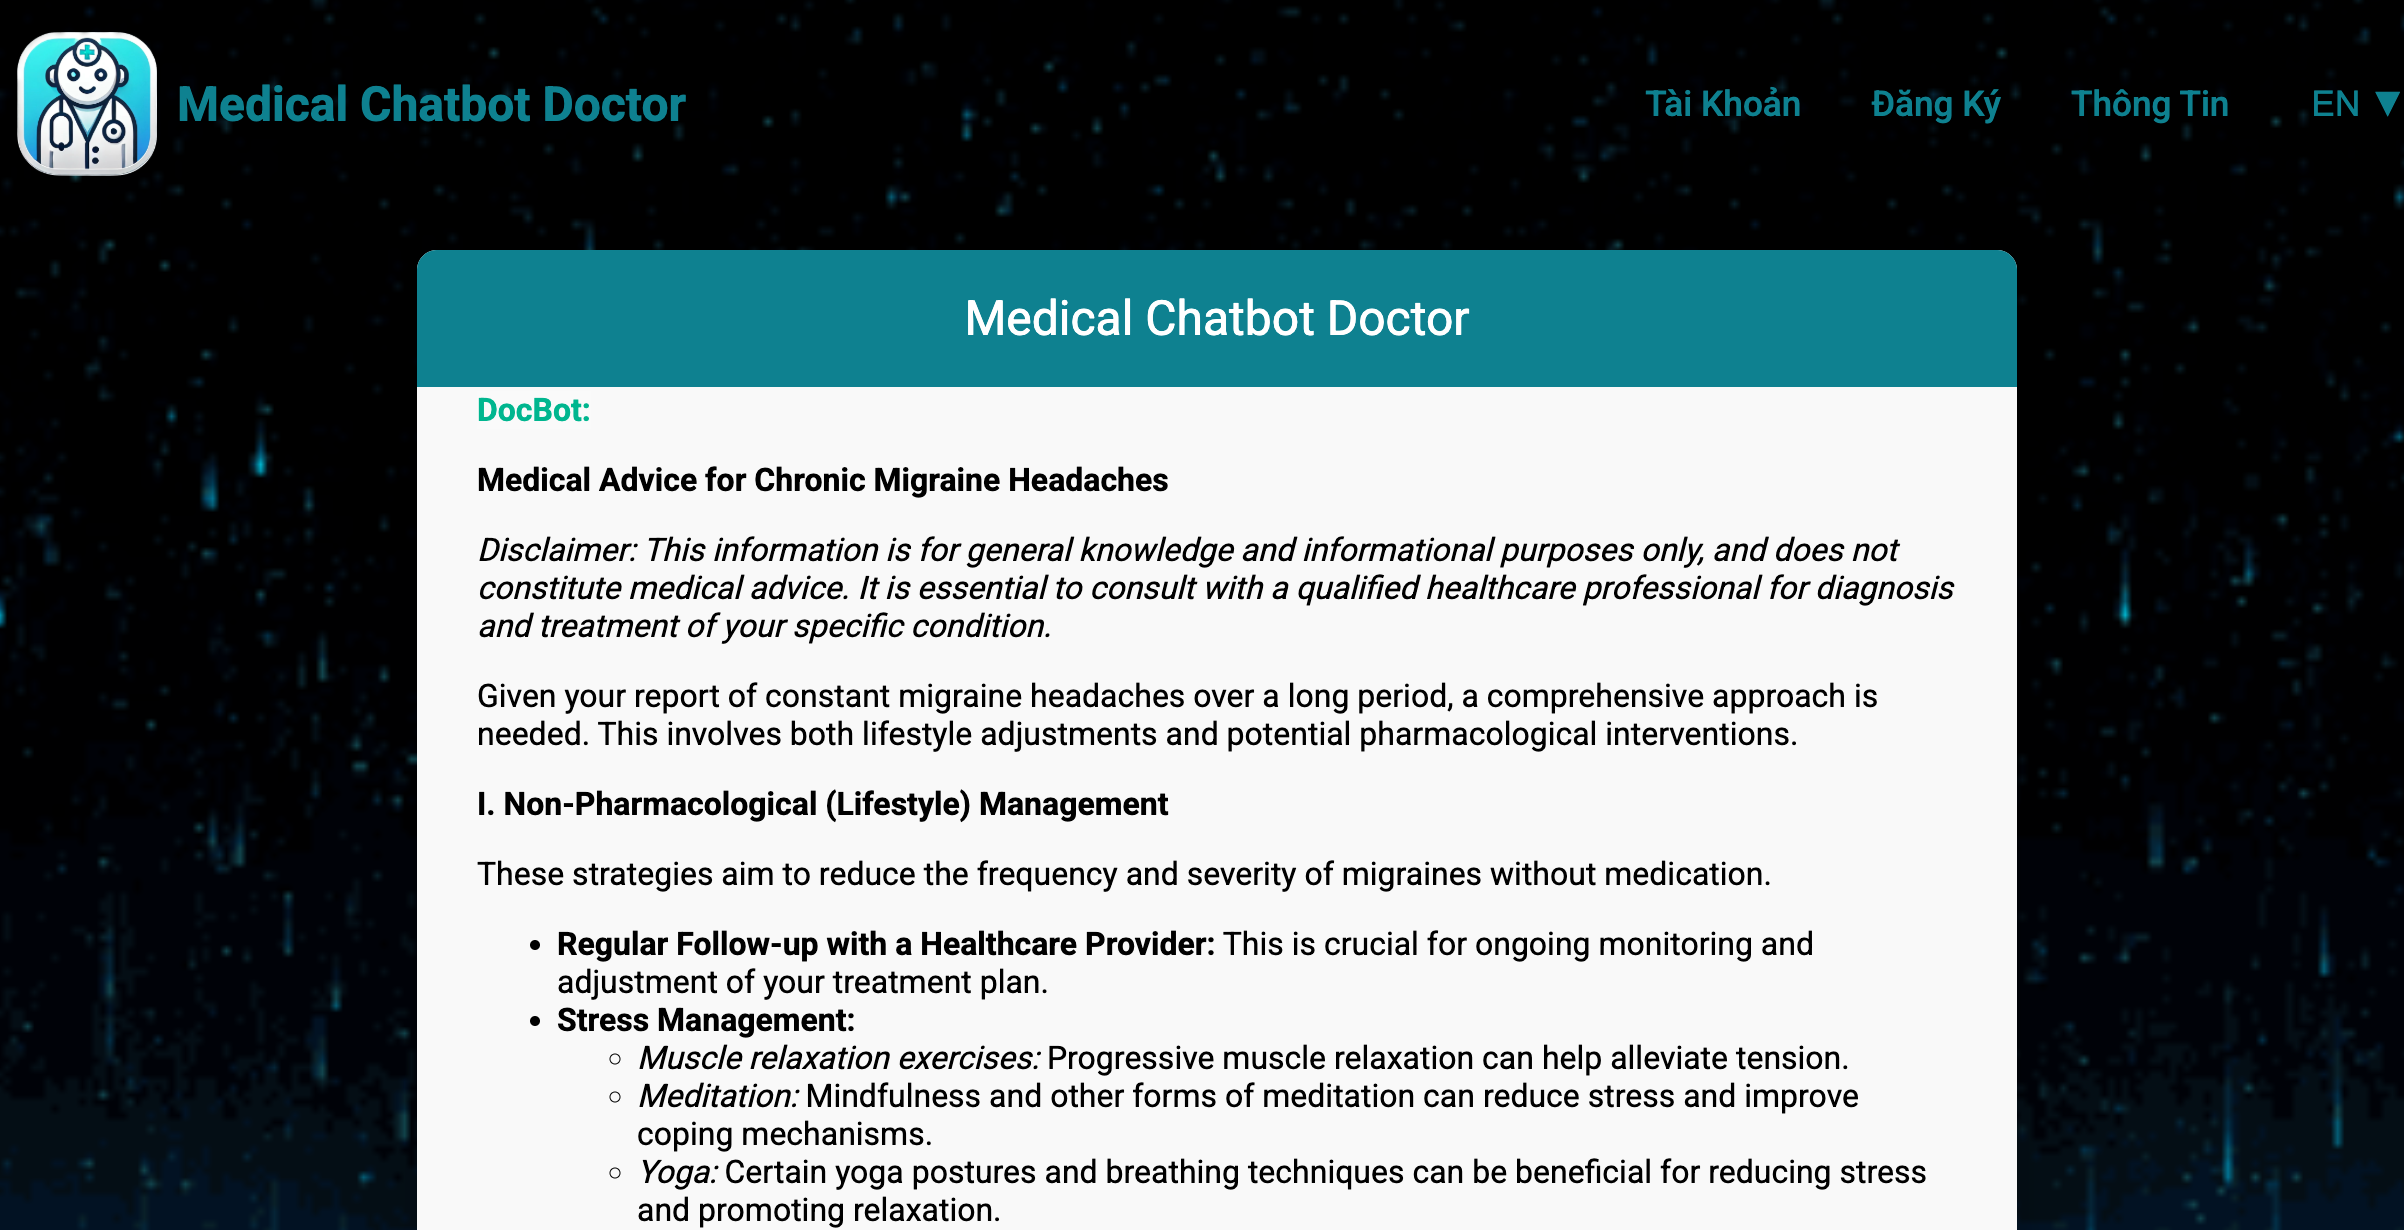 Medical Chatbot Doctor
Tài Khoản
Đăng Ký
Thông Tin
EN ▼
Medical Chatbot Doctor
DocBot:
Medical Advice for Chronic Migraine Headaches
Disclaimer: This information is for general knowledge and informational purposes only, and does not
constitute medical advice. It is essential to consult with a qualified healthcare professional for diagnosis
and treatment of your specific condition.
Given your report of constant migraine headaches over a long period, a comprehensive approach is
needed. This involves both lifestyle adjustments and potential pharmacological interventions.
I. Non-Pharmacological (Lifestyle) Management
These strategies aim to reduce the frequency and severity of migraines without medication.
• Regular Follow-up with a Healthcare Provider: This is crucial for ongoing monitoring and
adjustment of your treatment plan.
• Stress Management:
◦ Muscle relaxation exercises: Progressive muscle relaxation can help alleviate tension.
◦ Meditation: Mindfulness and other forms of meditation can reduce stress and improve
coping mechanisms.
◦ Yoga: Certain yoga postures and breathing techniques can be beneficial for reducing stress
and promoting relaxation.